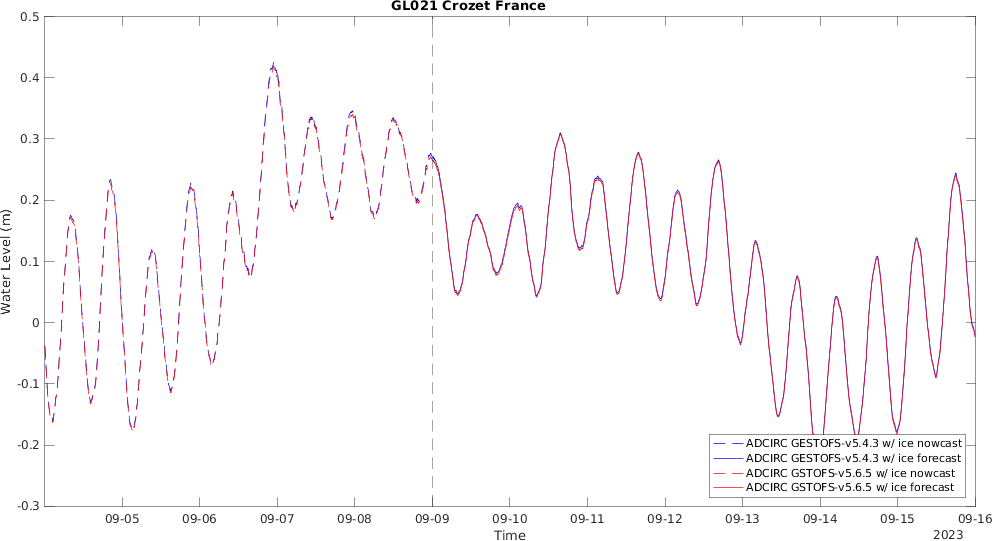 GL021 Crozet France
0.5
0.4
0.3
0.2
0.1
0
-0.1
-0.2
-0.3
Water Level (m)
ADCIRC GESTOFS-v5.4.3 w/ ice nowcast
ADCIRC GESTOFS-v5.4.3 w/ ice forecast
ADCIRC GSTOFS-v5.6.5 w/ ice nowcast
ADCIRC GSTOFS-v5.6.5 w/ ice forecast
09-05 09-06 09-07 09-08 09-09 09-10 09-11 09-12 09-13 09-14 09-15 09-16
Time
2023